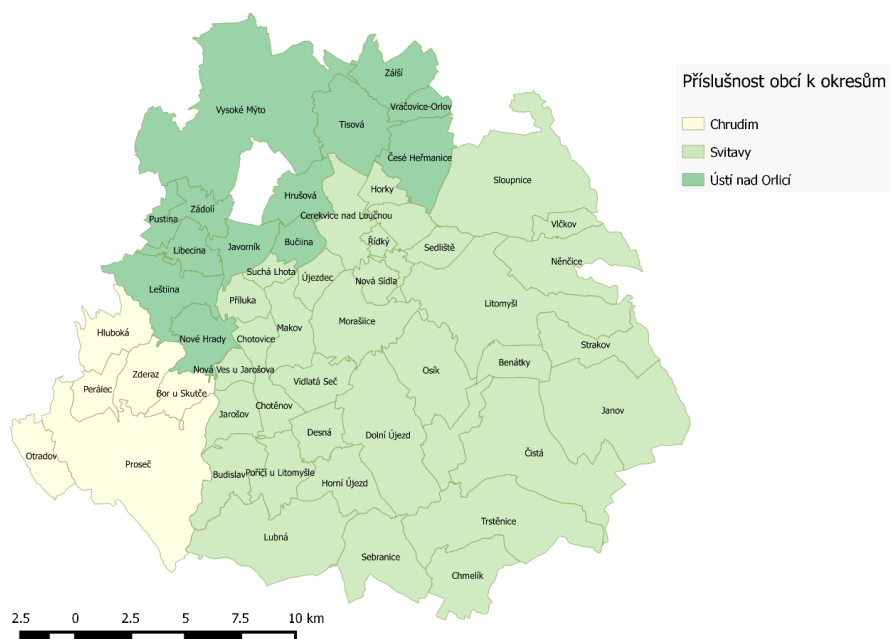 Příslušnost obcí k okresům
Chrudim
Svitavy
Ústí nad Orlicí
Zálší
Vysoké Mýto
Vračovice-Orlov
Tisová
Česé Heřmanice
Sloupnice
Horky
Hrušová
Zádolí
Cerekvice nad Loučnou
Pustina
Vlčkov
Bučiina
Řídký
Javorník
Sedliště
Libecina
Něnčice
Suchá Lhota
Újezdec
Nová Sídla
Leštiina
Příluka
Litomyšl
Morašiice
Makov
Hluboká
Nové Hrady
Chotovice
Strakov
Benátky
Nová Ves u Jarošova
Osík
Zderaz
Vidlatá Seč
Perálec
Bor u Skutče
Chotěnov
Janov
Jarošov
Desná
Dolní Újezd
Čistá
Otradov
Proseč
Budislav
Poříčí u Litomyšle
Horní Újezd
Trstěnice
Lubná
Sebranice
Chmelík
2.5 0 2.5 5 7.5 10 km